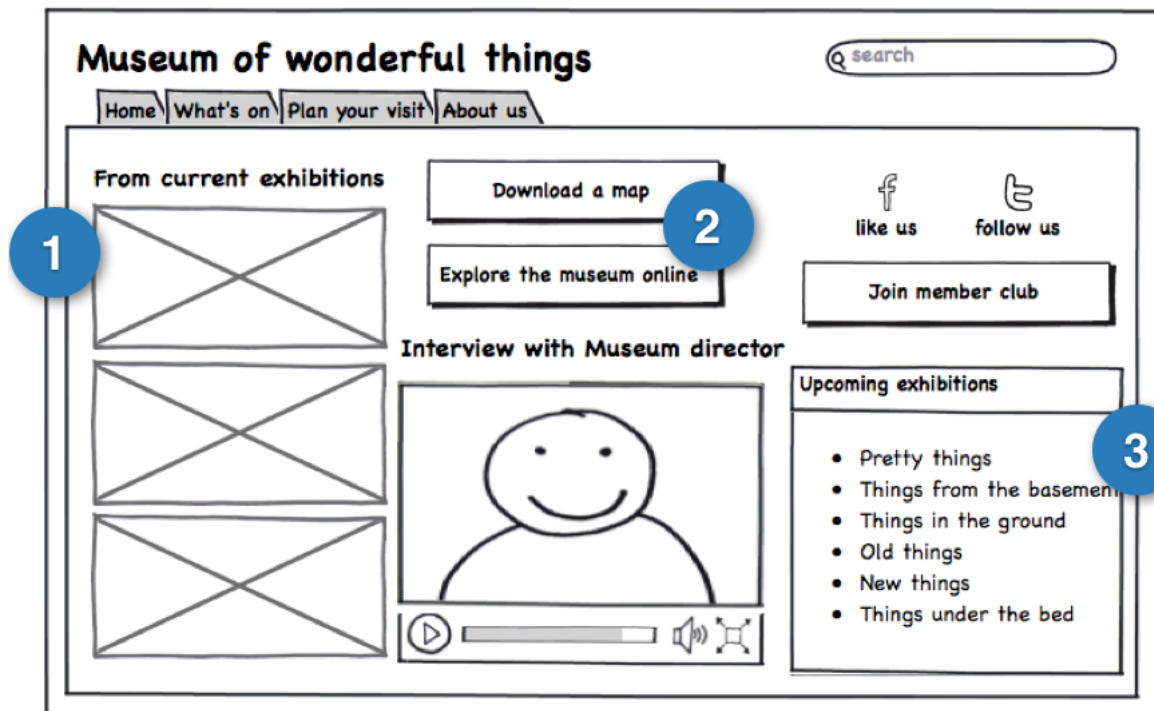 Museum of wonderful things
search
Home What's on Plan your visit About us
From current exhibitions
1
Download a map
2
Explore the museum online
like us follow us
Join member club
Interview with Museum director
Upcoming exhibitions
3
Pretty things
Things from the basement
Things in the ground
Old things
New things
Things under the bed